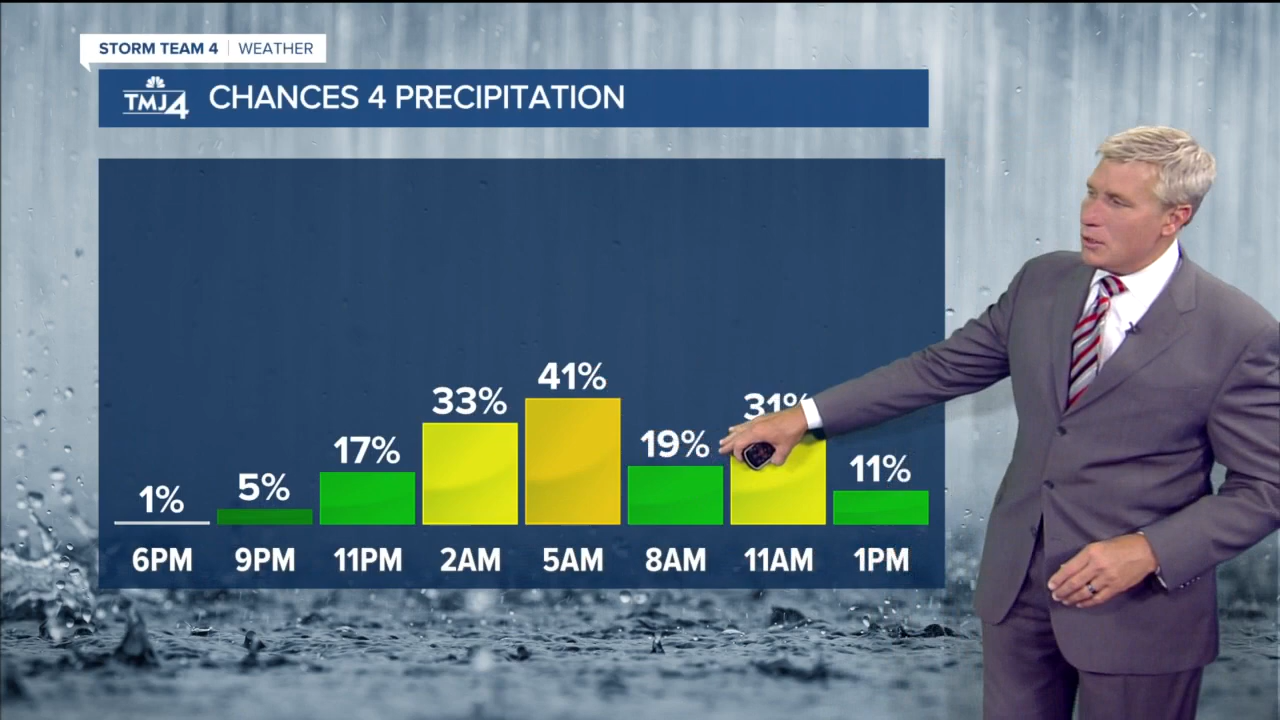 STORM TEAM 4 | WEATHER
TMJ4 CHANCES 4 PRECIPITATION
1% 5% 17% 33% 41% 19% 31% 11%
6PM 9PM 11PM 2AM 5AM 8AM 11AM 1PM